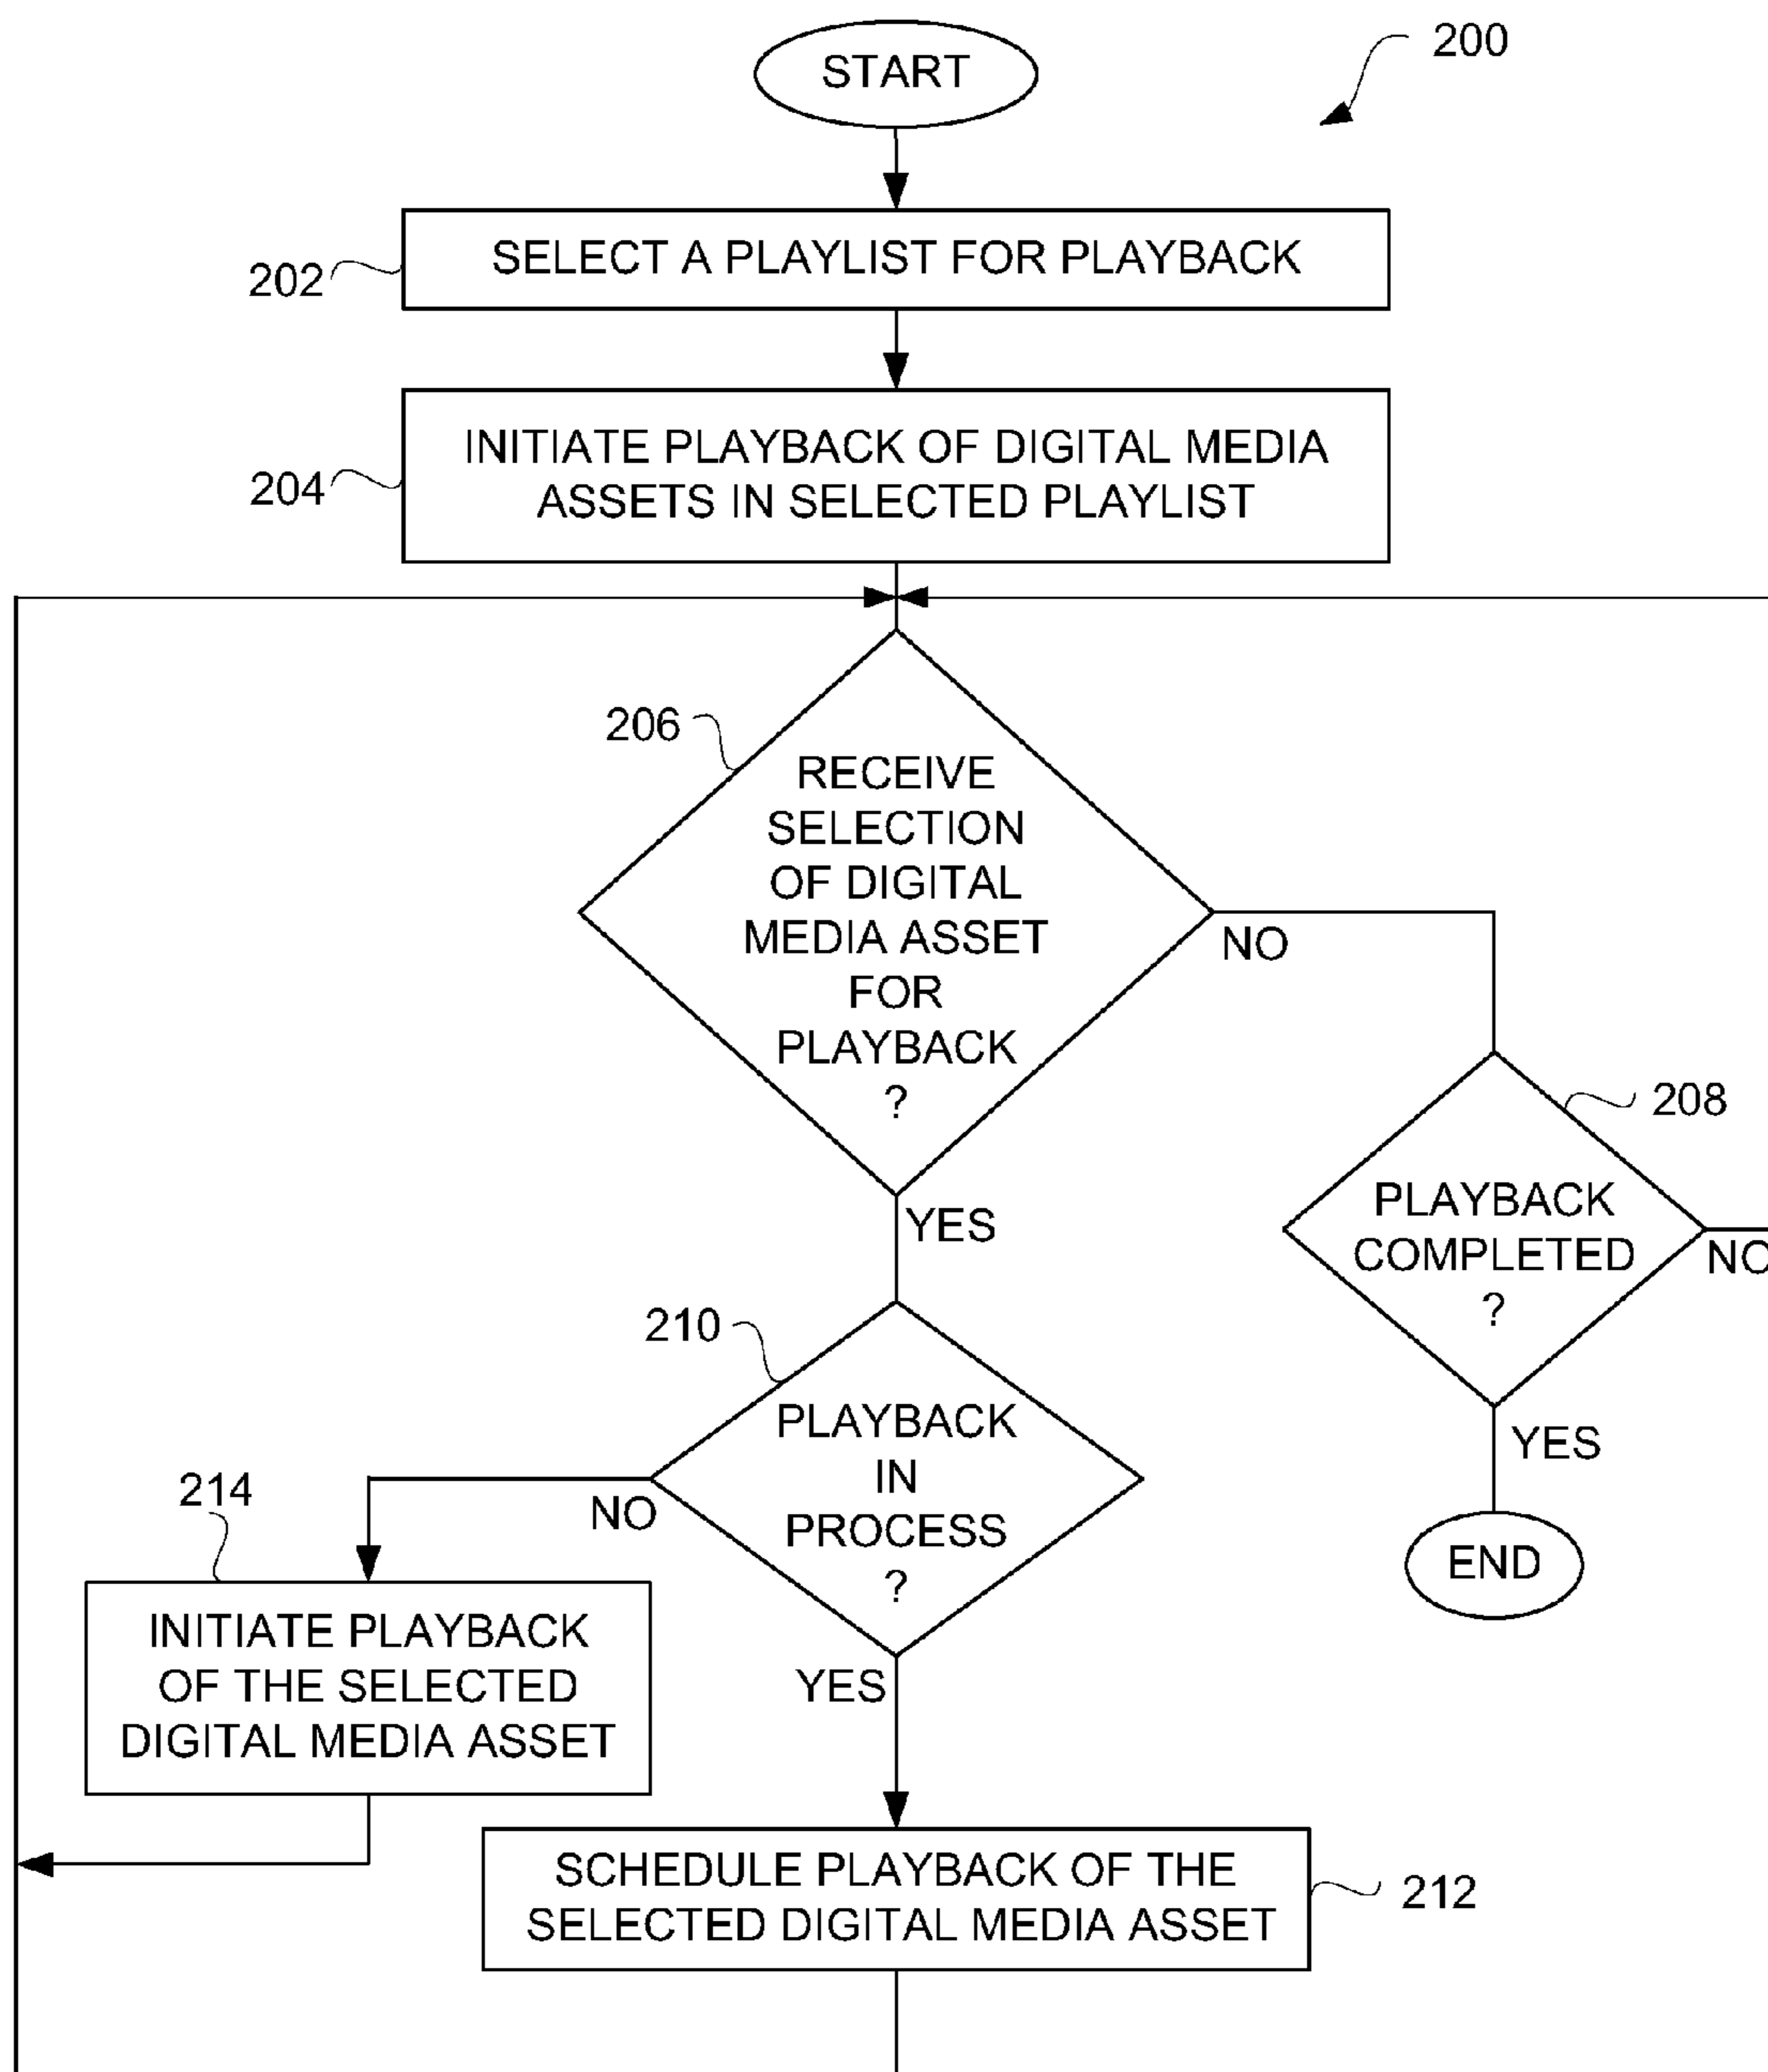 START
200
SELECT A PLAYLIST FOR PLAYBACK
202
INITIATE PLAYBACK OF DIGITAL MEDIA
ASSETS IN SELECTED PLAYLIST
204
206
RECEIVE
SELECTION
OF DIGITAL
MEDIA ASSET
FOR
PLAYBACK
?
NO
YES
208
PLAYBACK
COMPLETED
?
NO
YES
END
210
PLAYBACK
IN
PROCESS
?
NO
YES
214
INITIATE PLAYBACK
OF THE SELECTED
DIGITAL MEDIA ASSET
SCHEDULE PLAYBACK OF THE
SELECTED DIGITAL MEDIA ASSET
212